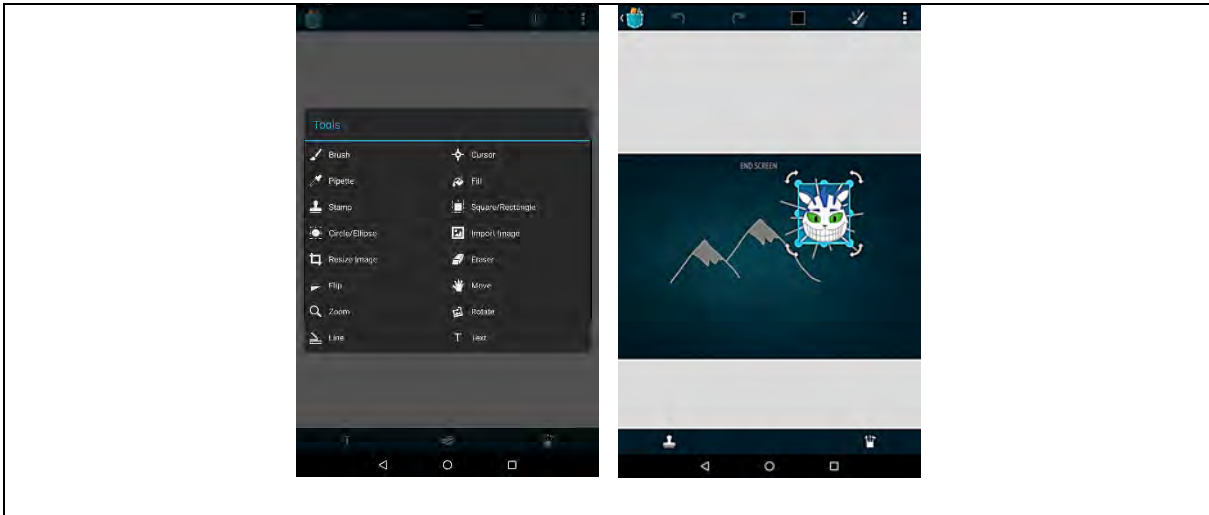 Tools
Brush
Cursor
Pipette
Fill
Stamp
Square/Rectangle
Circle/Ellipse
Import Image
Resize Image
Eraser
Flip
Move
Zoom
Rotate
Line
T Text
END SCREEN